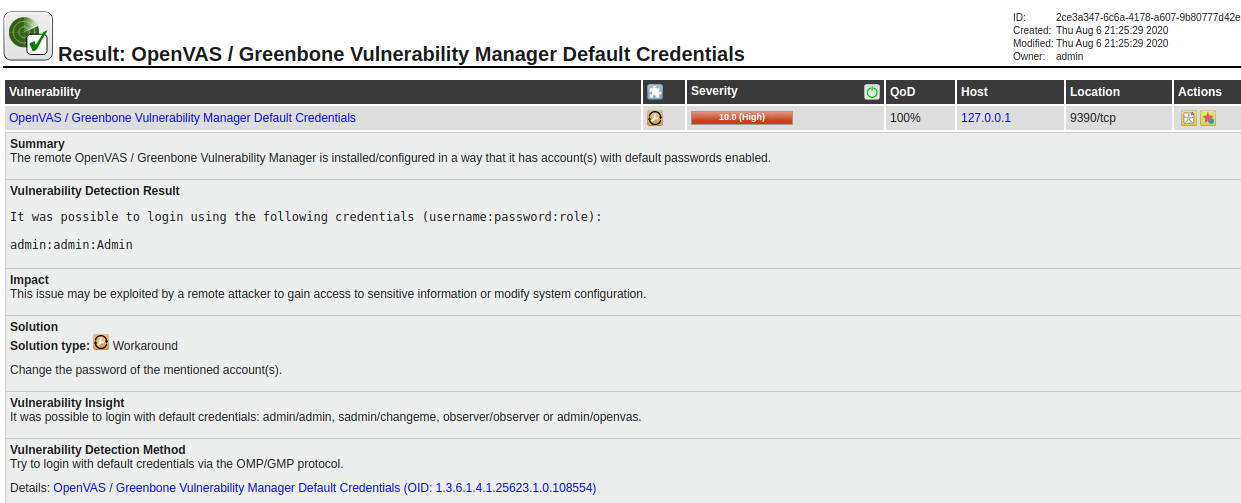 ID: 2ce3a347-6c6a-4178-a607-9b80777d42e
Created: Thu Aug 6 21:25:29 2020
Modified: Thu Aug 6 21:25:29 2020
Owner: admin
Result: OpenVAS / Greenbone Vulnerability Manager Default Credentials
Vulnerability Severity QoD Host Location Actions
OpenVAS / Greenbone Vulnerability Manager Default Credentials 10.0 (High) 100% 127.0.0.1 9390/tcp
Summary
The remote OpenVAS / Greenbone Vulnerability Manager is installed/configured in a way that it has account(s) with default passwords enabled.
Vulnerability Detection Result
It was possible to login using the following credentials (username:password:role):
admin:admin:Admin
Impact
This issue may be exploited by a remote attacker to gain access to sensitive information or modify system configuration.
Solution
Solution type: Workaround
Change the password of the mentioned account(s).
Vulnerability Insight
It was possible to login with default credentials: admin/admin, sadmin/changeme, observer/observer or admin/openvas.
Vulnerability Detection Method
Try to login with default credentials via the OMP/GMP protocol.
Details: OpenVAS / Greenbone Vulnerability Manager Default Credentials (OID: 1.3.6.1.4.1.25623.1.0.108554)